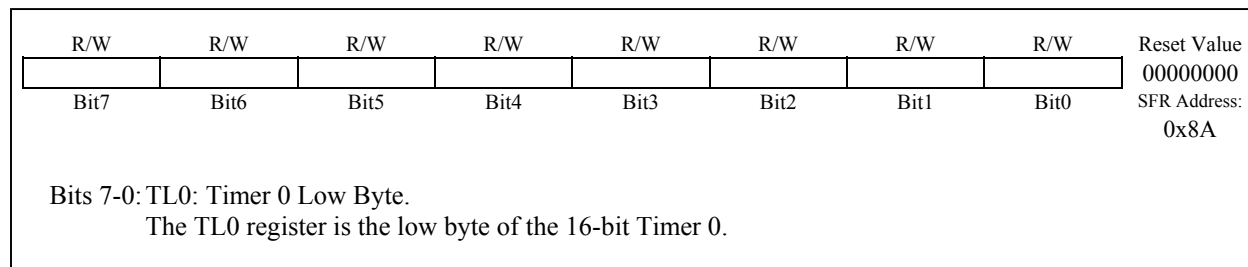 R/W R/W R/W R/W R/W R/W R/W R/W Reset Value
00000000
Bit7 Bit6 Bit5 Bit4 Bit3 Bit2 Bit1 Bit0 SFR Address:
0x8A
Bits 7-0: TL0: Timer 0 Low Byte.
The TL0 register is the low byte of the 16-bit Timer 0.